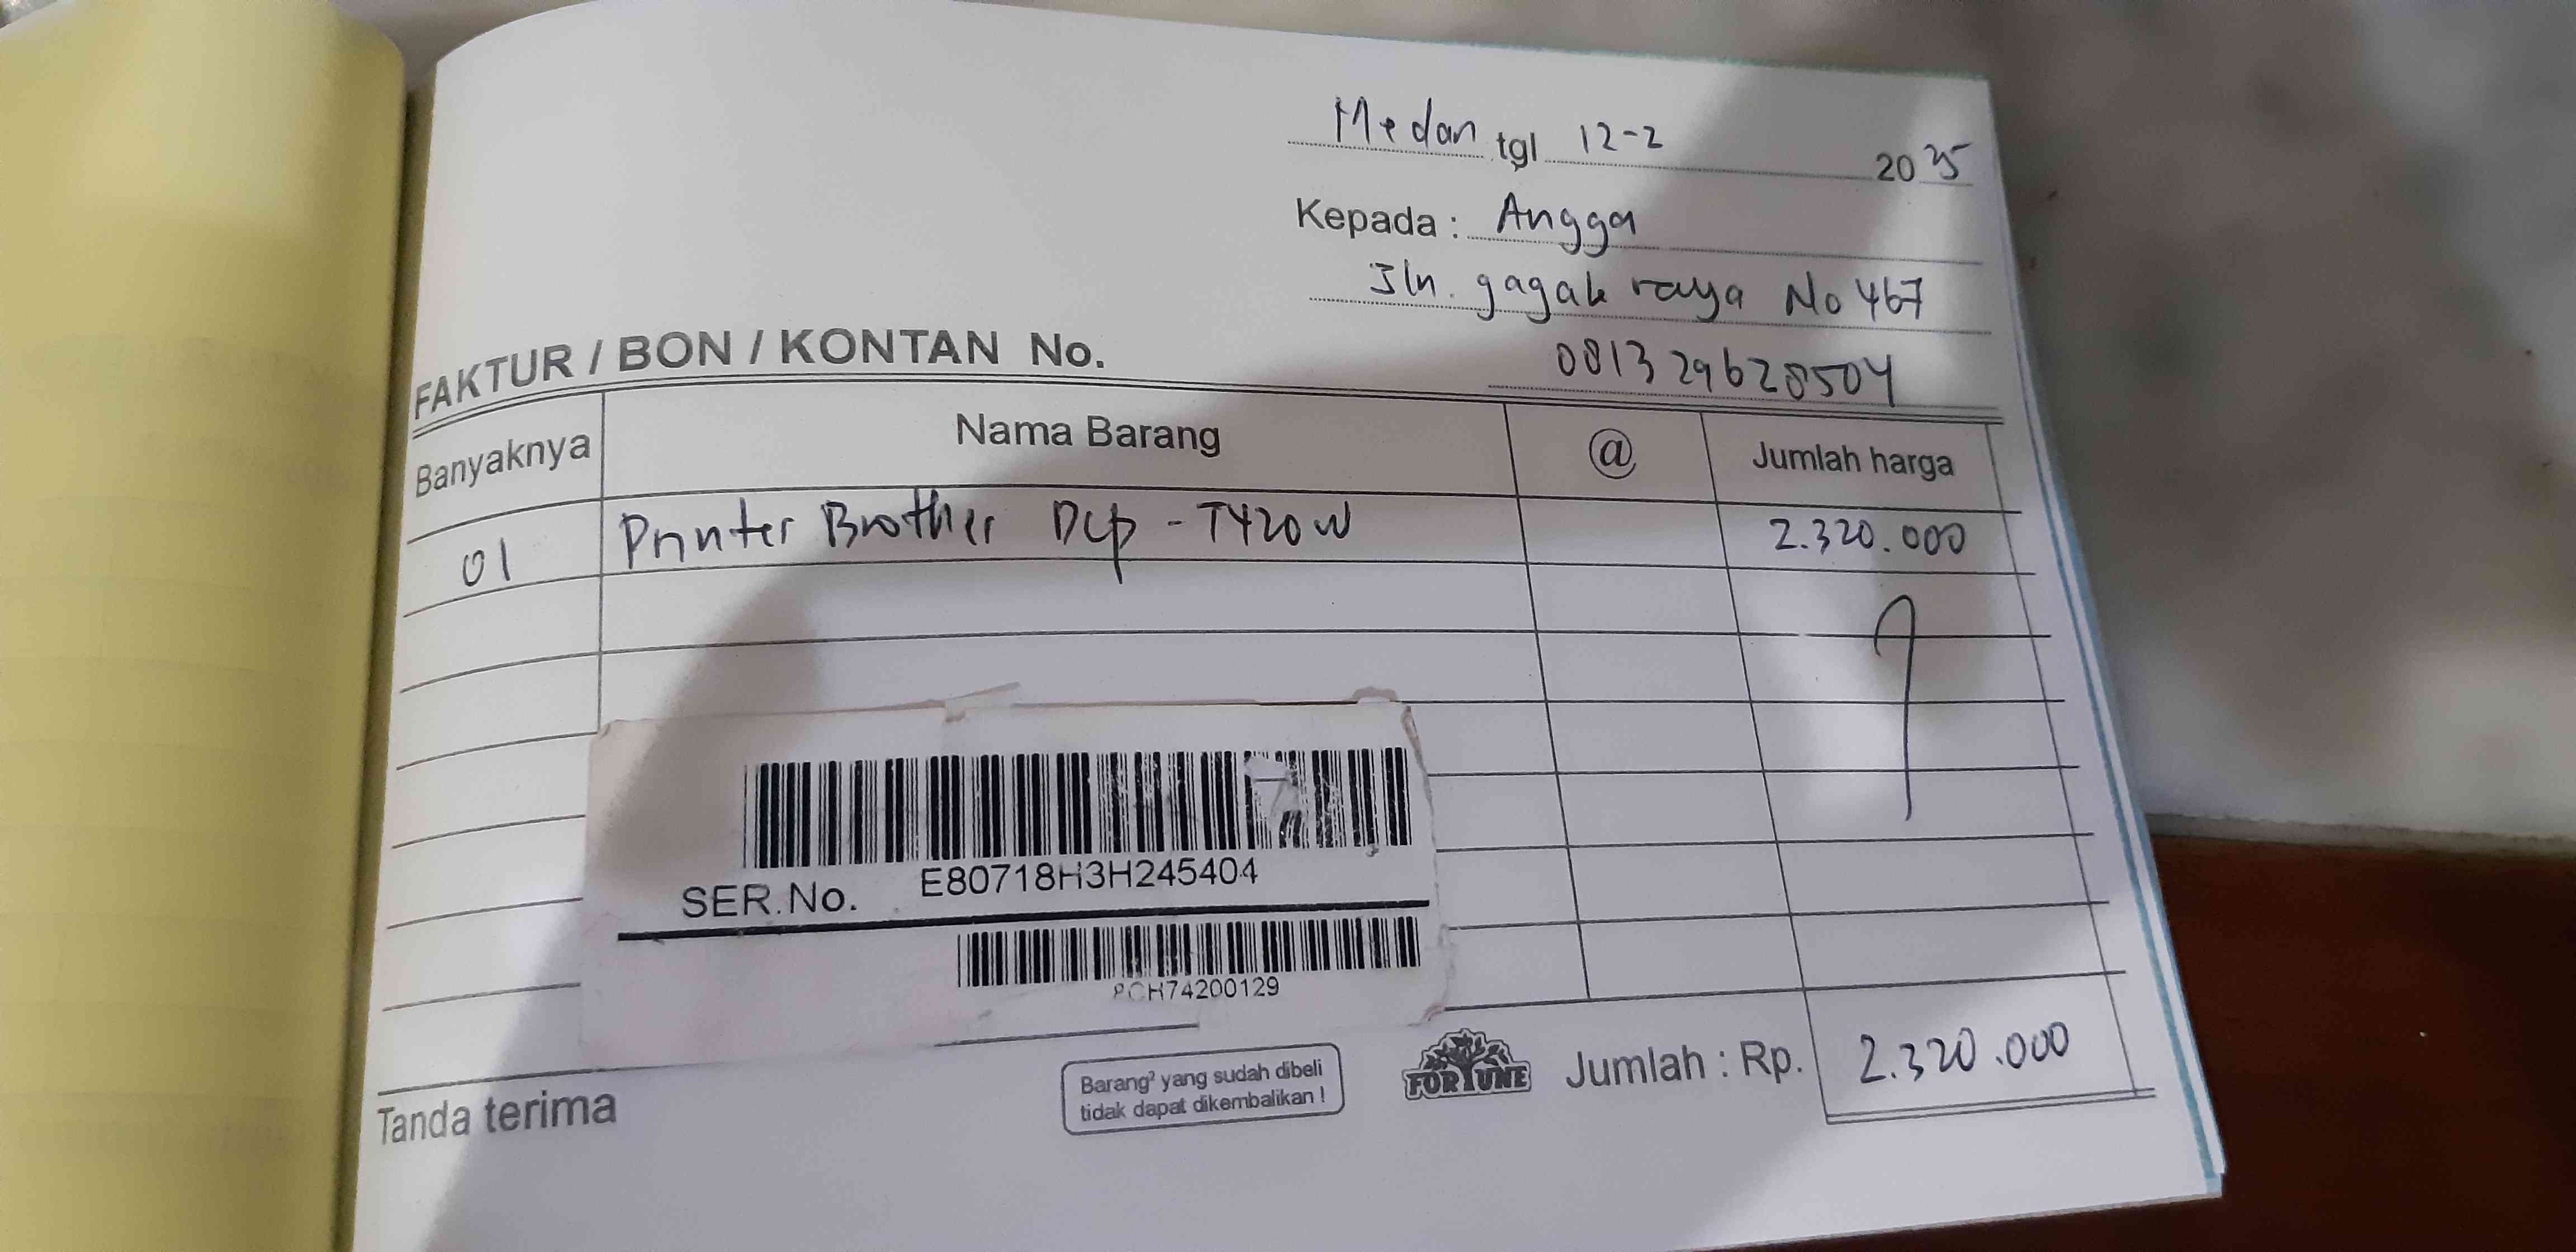 Medan tgl 12-2 2025
Kepada : Angga
Jln. gagak raya No 467
081329628504
FAKTUR / BON / KONTAN No.
Banyaknya Nama Barang @ Jumlah harga
01 Printer Brother Dcp - T420W 2.320.000
SER.No. E80718H3H245404
PCH74200129
Barang² yang sudah dibeli
tidak dapat dikembalikan !
FORTUNE
Jumlah : Rp. 2.320.000
Tanda terima